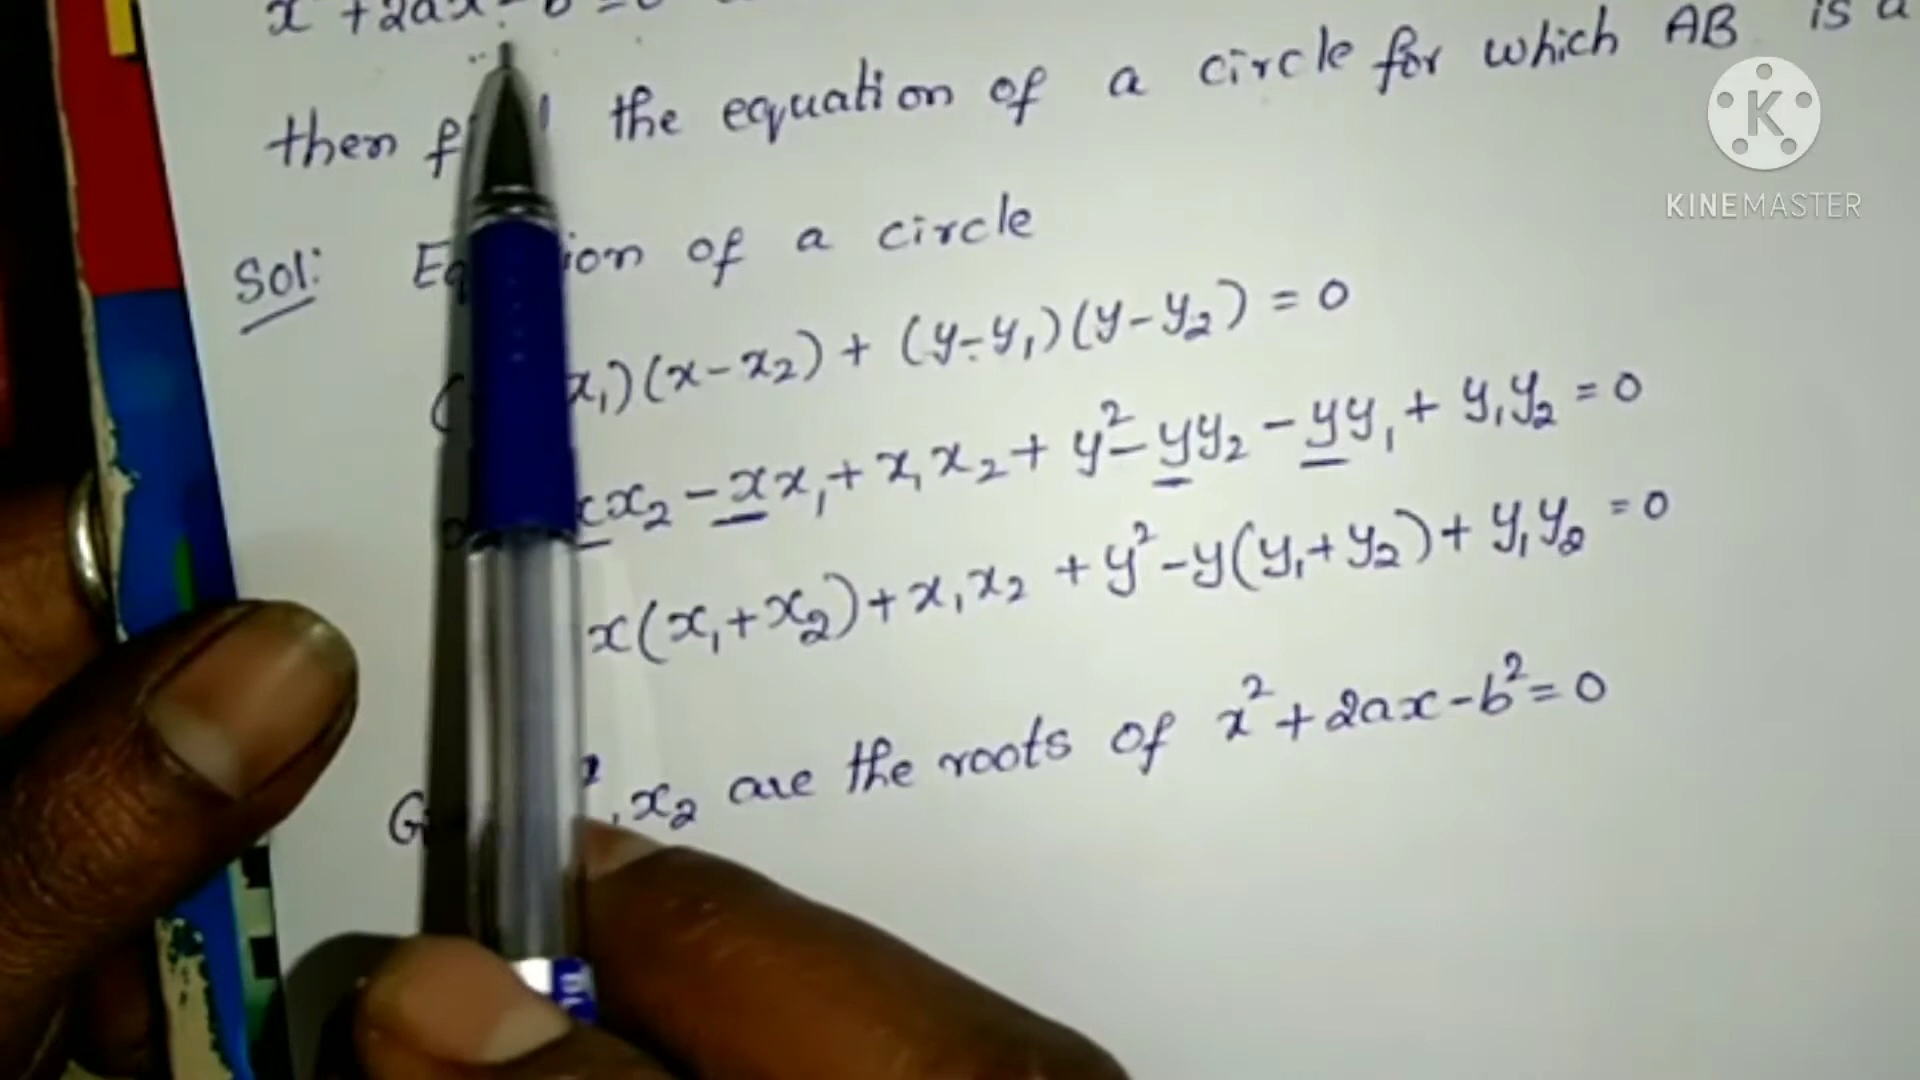 x² + 2ax - b² = 0
then the equation of a circle for which AB is a
Sol: of a circle
x₁)(x - x₂) + (y - y₁)(y - y₂) = 0
xx₂ - xx₁ + x₁x₂ + y² - yy₂ - yy₁ + y₁y₂ = 0
x(x₁ + x₂) + x₁x₂ + y² - y(y₁ + y₂) + y₁y₂ = 0
, x₂ are the roots of x² + 2ax - b² = 0
K
KINEMASTER